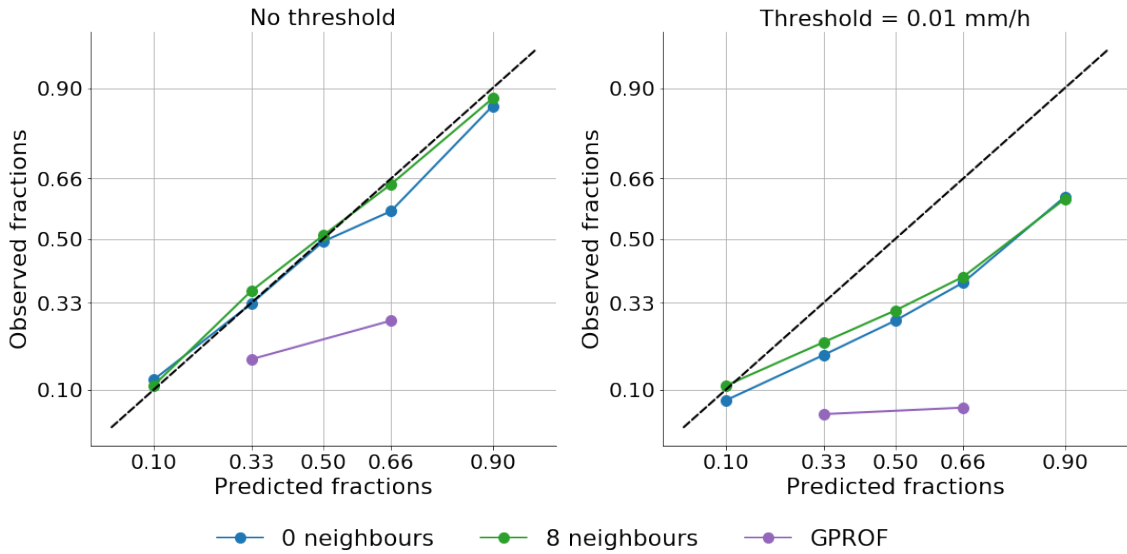 No threshold
Threshold = 0.01 mm/h
Observed fractions
0.90
0.66
0.50
0.33
0.10
0.10 0.33 0.50 0.66 0.90
Predicted fractions
Observed fractions
0.90
0.66
0.50
0.33
0.10
0.10 0.33 0.50 0.66 0.90
Predicted fractions
0 neighbours 8 neighbours GPROF